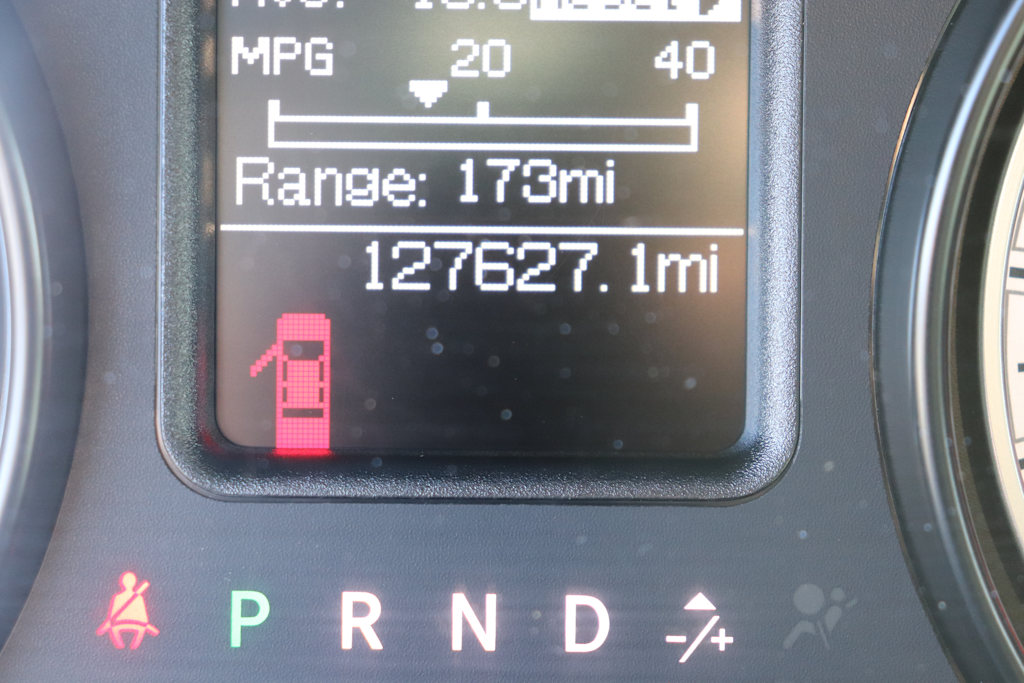 MPG 20 40
Range: 173mi
127627.1mi
P R N D -/+